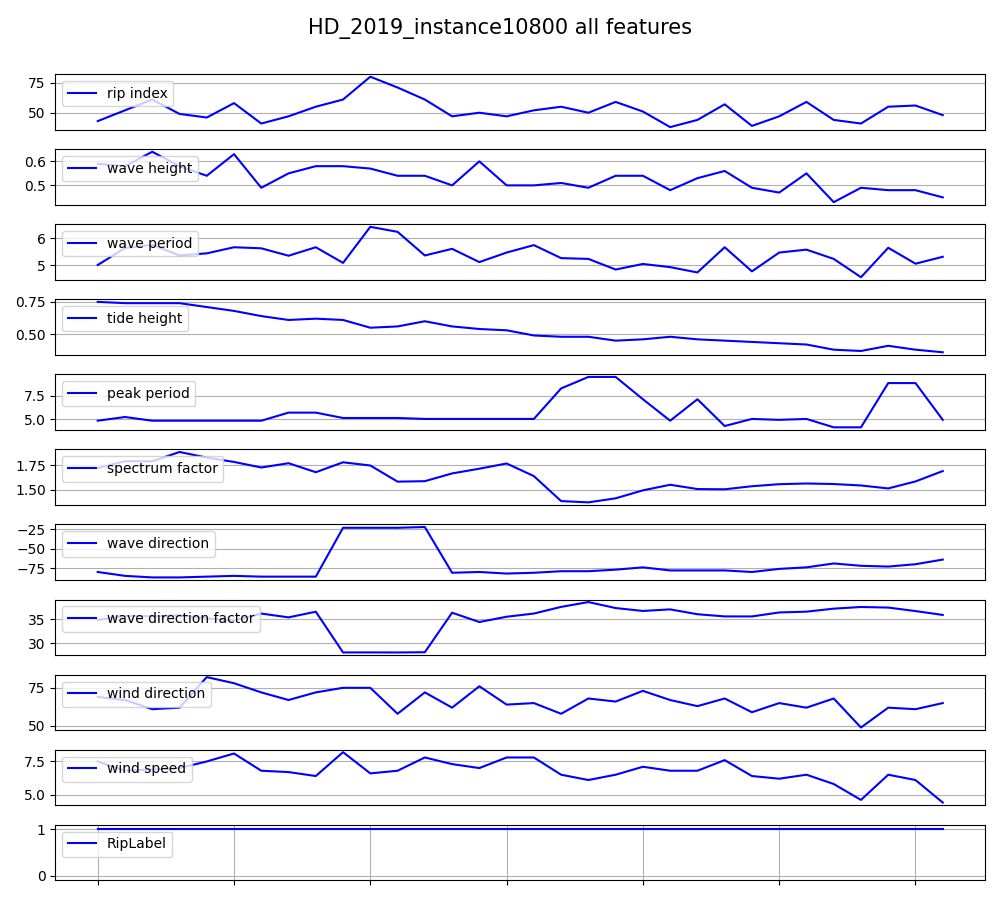 HD_2019_instance10800 all features
75
50
rip index
0.6
0.5
wave height
6
5
wave period
0.75
0.50
tide height
7.5
5.0
peak period
1.75
1.50
spectrum factor
−25
−50
−75
wave direction
35
30
wave direction factor
75
50
wind direction
7.5
5.0
wind speed
1
0
RipLabel